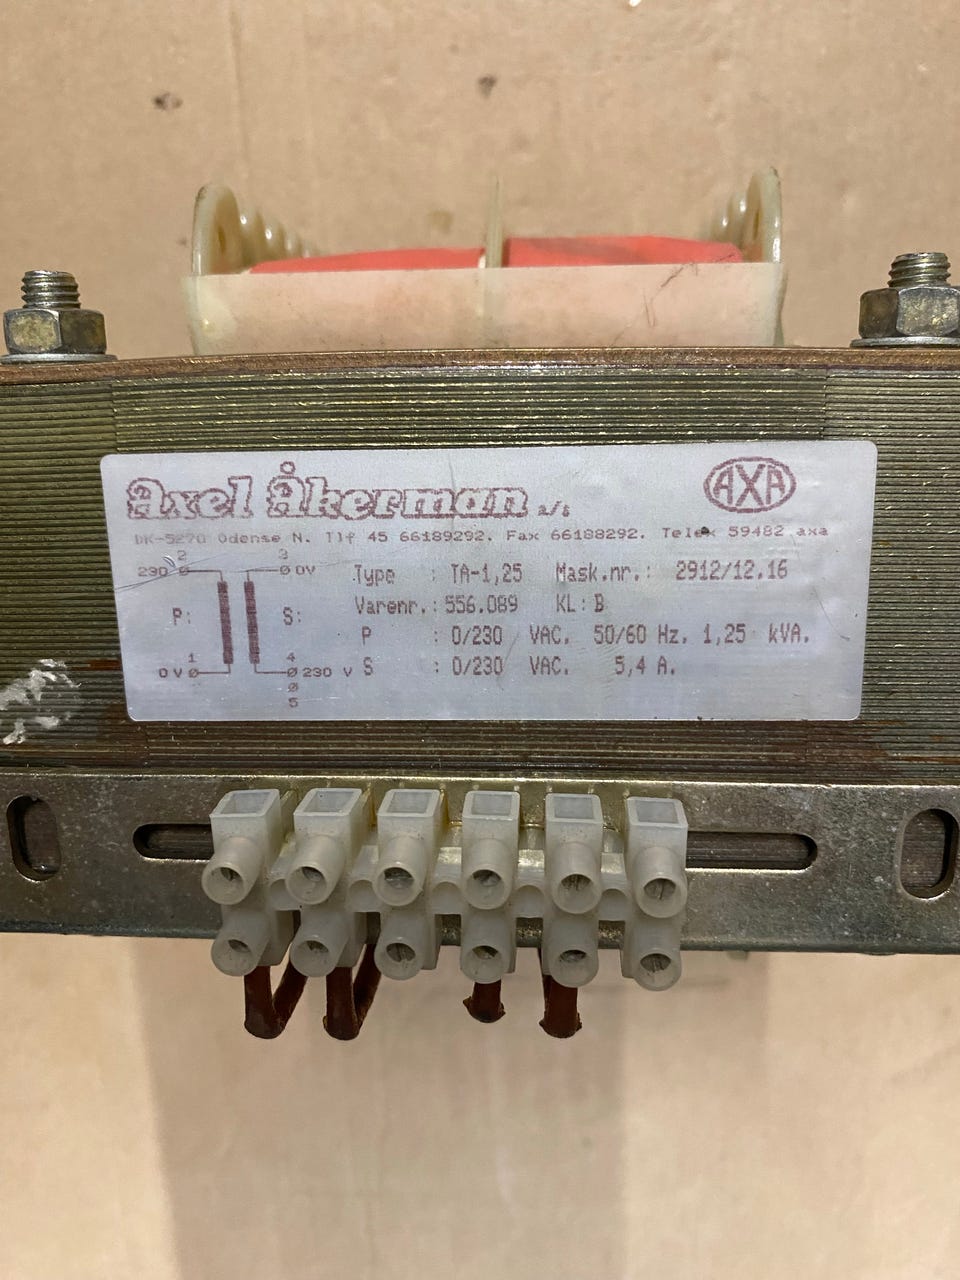 Axel Åkerman a/s
AXA
DK-5270 Odense N. Tlf 45 66189292. Fax 66188292. Telex 59482 axa
2 3
230 ø ø 0V
P: S:
1 4
0 V ø ø 230 V
ø
5
Type : TA-1,25 Mask.nr.: 2912/12.16
Varenr.: 556.089 KL: B
P : 0/230 VAC. 50/60 Hz. 1,25 kVA.
S : 0/230 VAC. 5,4 A.